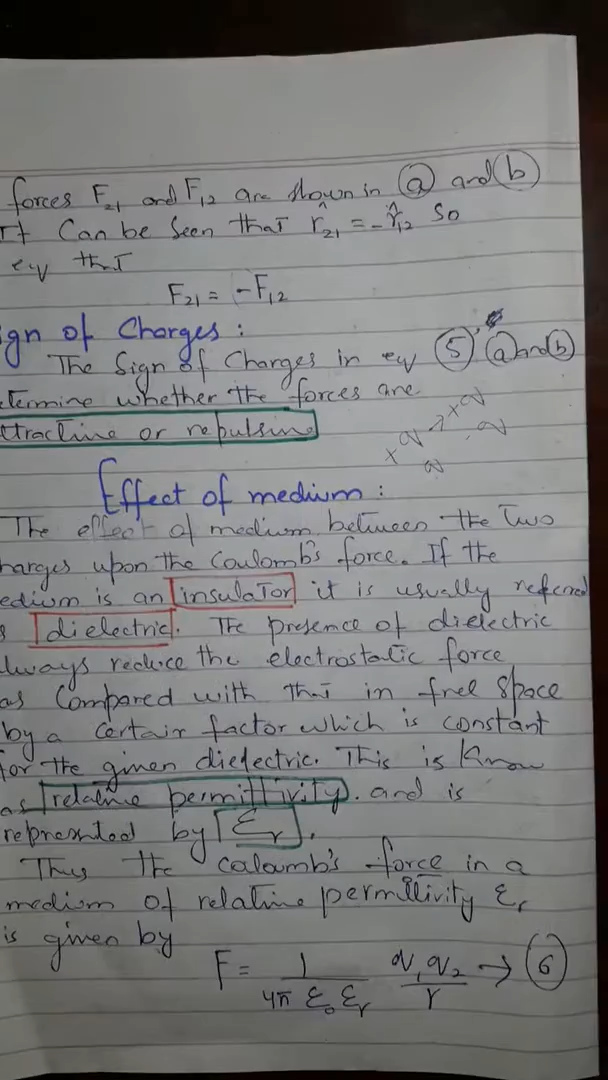 forces F₂₁ and F₁₂ are shown in (a) and (b)
It Can be Seen that r̂₂₁ = -r̂₁₂ So
eq that
F₂₁ = -F₁₂
ign of Charges :
The Sign of Charges in eq (5), (a) and (b)
termine whether the forces are
ttractive or repulsive
Effect of medium :
The effect of medium between the Two
harges upon the Coulomb's force. If the
edium is an insulator it is usually refered
s dielectric. The presence of dielectric
lways reduce the electrostatic force
as Compared with that in free Space
by a certain factor which is constant
for the given dielectric. This is know
as relative permittivity. and is
represented by εr.
Thus the calomb's force in a
medium of relative permittivity εr
is given by
F = 1/(4π ε₀ εr) q₁q₂/r → (6)